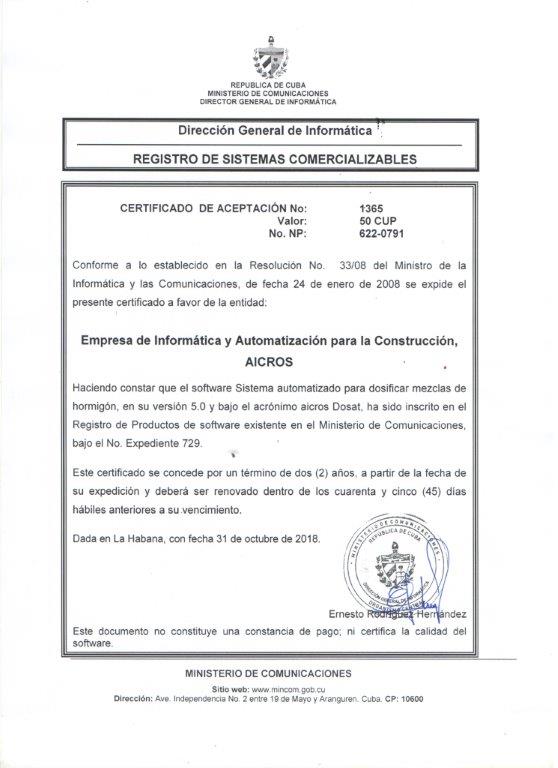 REPUBLICA DE CUBA
MINISTERIO DE COMUNICACIONES
DIRECTOR GENERAL DE INFORMÁTICA
Dirección General de Informática
REGISTRO DE SISTEMAS COMERCIALIZABLES
CERTIFICADO DE ACEPTACIÓN No: 1365
Valor: 50 CUP
No. NP: 622-0791
Conforme a lo establecido en la Resolución No. 33/08 del Ministro de la
Informática y las Comunicaciones, de fecha 24 de enero de 2008 se expide el
presente certificado a favor de la entidad:
Empresa de Informática y Automatización para la Construcción,
AICROS
Haciendo constar que el software Sistema automatizado para dosificar mezclas de
hormigón, en su versión 5.0 y bajo el acrónimo aicros Dosat, ha sido inscrito en el
Registro de Productos de software existente en el Ministerio de Comunicaciones,
bajo el No. Expediente 729.
Este certificado se concede por un término de dos (2) años, a partir de la fecha de
su expedición y deberá ser renovado dentro de los cuarenta y cinco (45) días
hábiles anteriores a su vencimiento.
Dada en La Habana, con fecha 31 de octubre de 2018.
MINISTERIO DE COMUNICACIONES
REPUBLICA DE CUBA
DIRECCIÓN GENERAL DE INFORMÁTICA
Ernesto Rodríguez Hernández
Este documento no constituye una constancia de pago; ni certifica la calidad del
software.
MINISTERIO DE COMUNICACIONES
Sitio web: www.mincom.gob.cu
Dirección: Ave. Independencia No. 2 entre 19 de Mayo y Aranguren. Cuba. CP: 10600